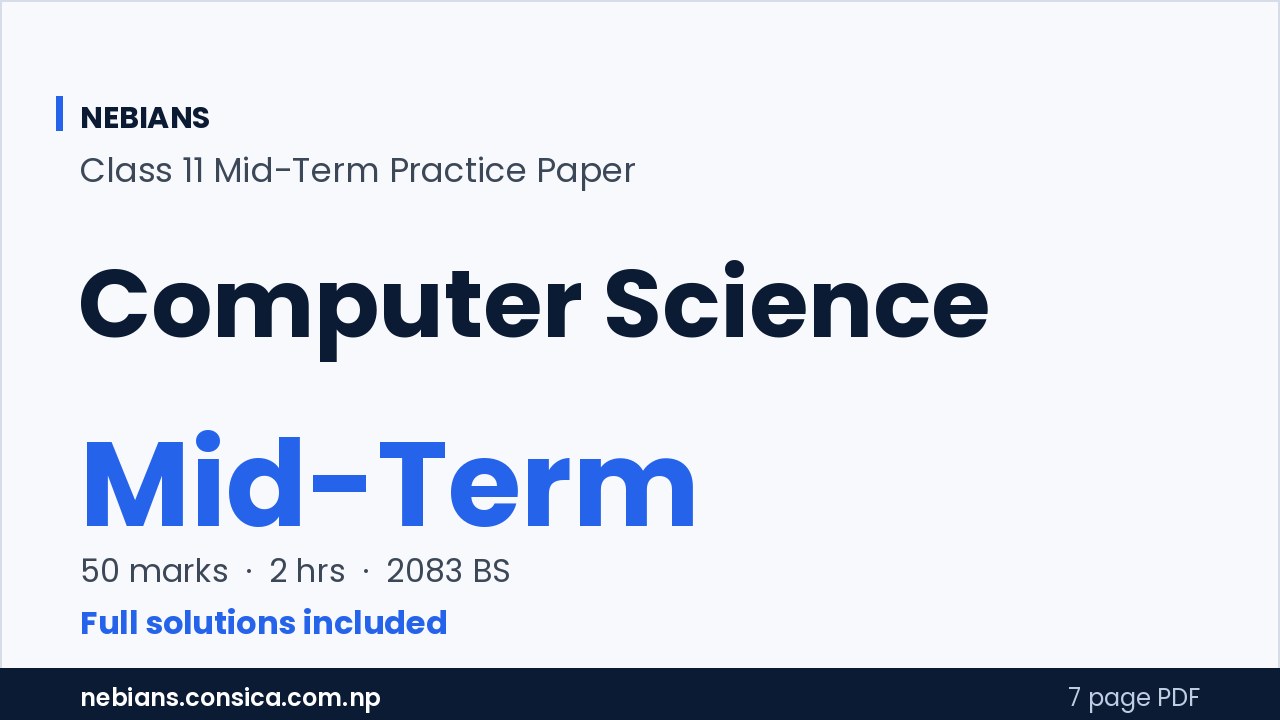 NEBIANS
Class 11 Mid-Term Practice Paper
Computer Science
Mid-Term
50 marks · 2 hrs · 2083 BS
Full solutions included
nebians.consica.com.np
7 page PDF